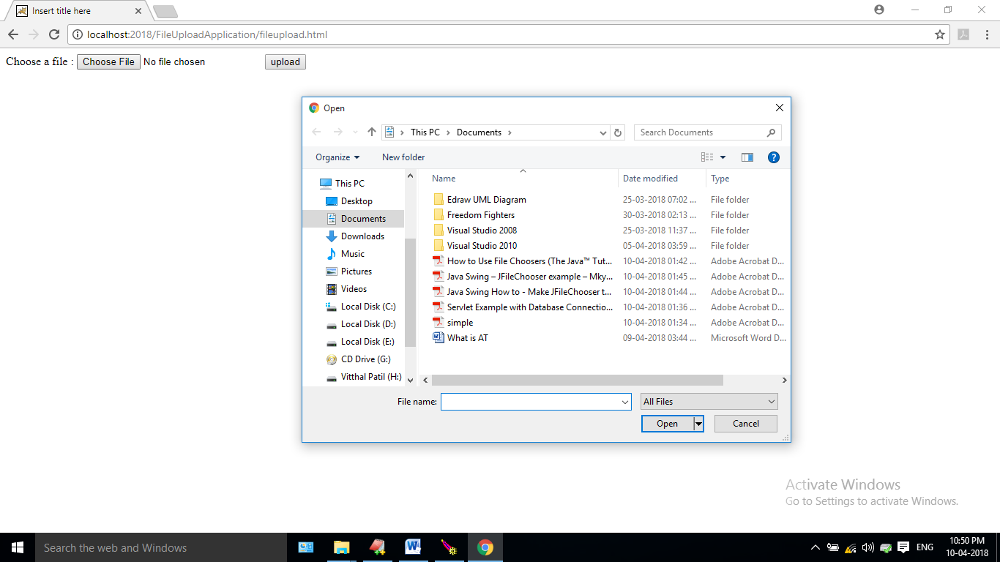 Insert title here
localhost:2018/FileUploadApplication/fileupload.html
Choose a file : Choose File No file chosen upload
Open
This PC > Documents > Search Documents
Organize New folder
This PC
Desktop
Documents
Downloads
Music
Pictures
Videos
Local Disk (C:)
Local Disk (D:)
Local Disk (E:)
CD Drive (G:)
Vitthal Patil (H:)
Name Date modified Type
Edraw UML Diagram 25-03-2018 07:02 ... File folder
Freedom Fighters 30-03-2018 02:13 ... File folder
Visual Studio 2008 25-03-2018 11:37 ... File folder
Visual Studio 2010 05-04-2018 03:59 ... File folder
How to Use File Choosers (The Java™ Tut... 10-04-2018 01:42 ... Adobe Acrobat D...
Java Swing – JFileChooser example – Mky... 10-04-2018 01:45 ... Adobe Acrobat D...
Java Swing How to - Make JFileChooser t... 10-04-2018 01:44 ... Adobe Acrobat D...
Servlet Example with Database Connectio... 10-04-2018 01:36 ... Adobe Acrobat D...
simple 10-04-2018 01:34 ... Adobe Acrobat D...
What is AT 09-04-2018 03:44 ... Microsoft Word D...
File name: All Files
Open Cancel
Activate Windows
Go to Settings to activate Windows.
Search the web and Windows
ENG
10:50 PM
10-04-2018